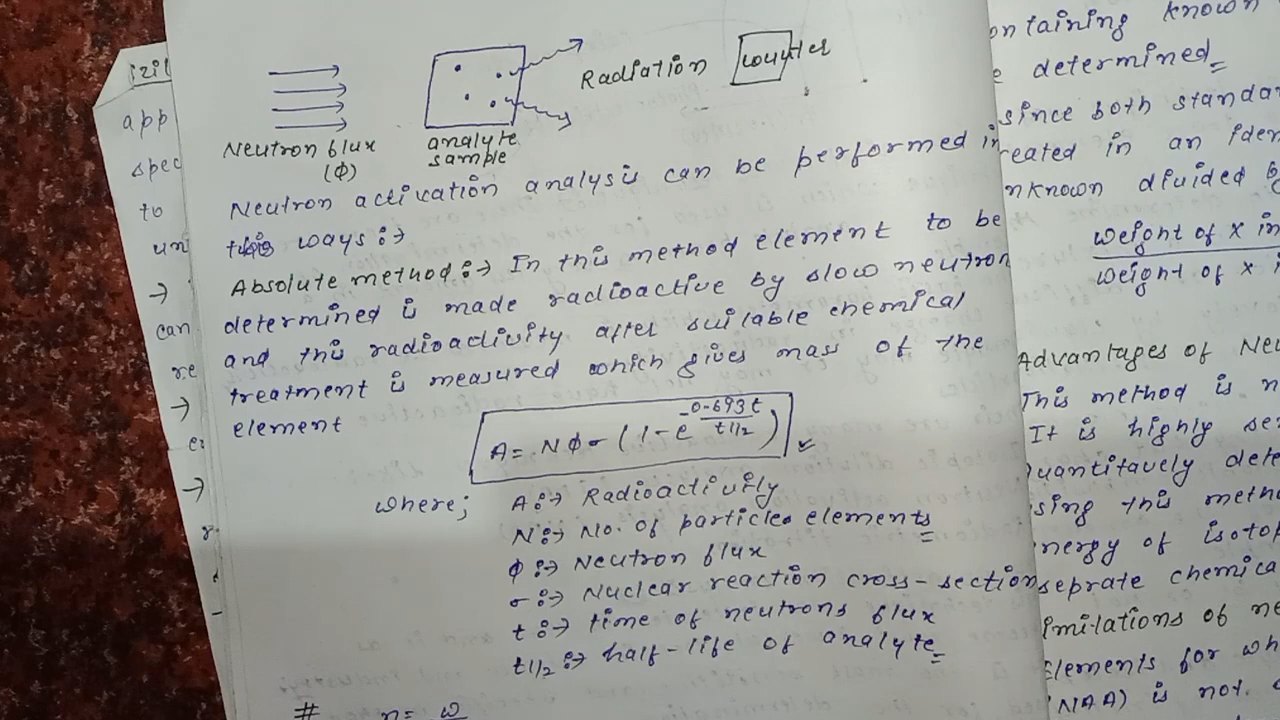 Radiation
counter
Neutron flux
(ϕ)
analyte
sample
Neutron activation analysis can be performed in
ways :→
Absolute method :→ In this method element to be
determined is made radioactive by slow neutron
and this radioactivity after suitable chemical
treatment is measured which gives mass of the
element
A = Nϕσ (1 - e^(-0.693t / t1/2))
where; A :→ Radioactivity
N :→ No. of particles elements
ϕ :→ Neutron flux
σ :→ Nuclear reaction cross-section
t :→ time of neutrons flux
t1/2 :→ half-life of analyte
# n = w
app
spec
to
un
→
can
re
→
→
ontaining known
determined
since both standa
reated in an iden
nknown divided b
weight of x in
weight of x i
Advantages of Neu
This method is n
It is highly se
quantitavely dete
sing this metho
nergy of isotop
seprate chemica
imilations of ne
elements for wh
(NAA) is not